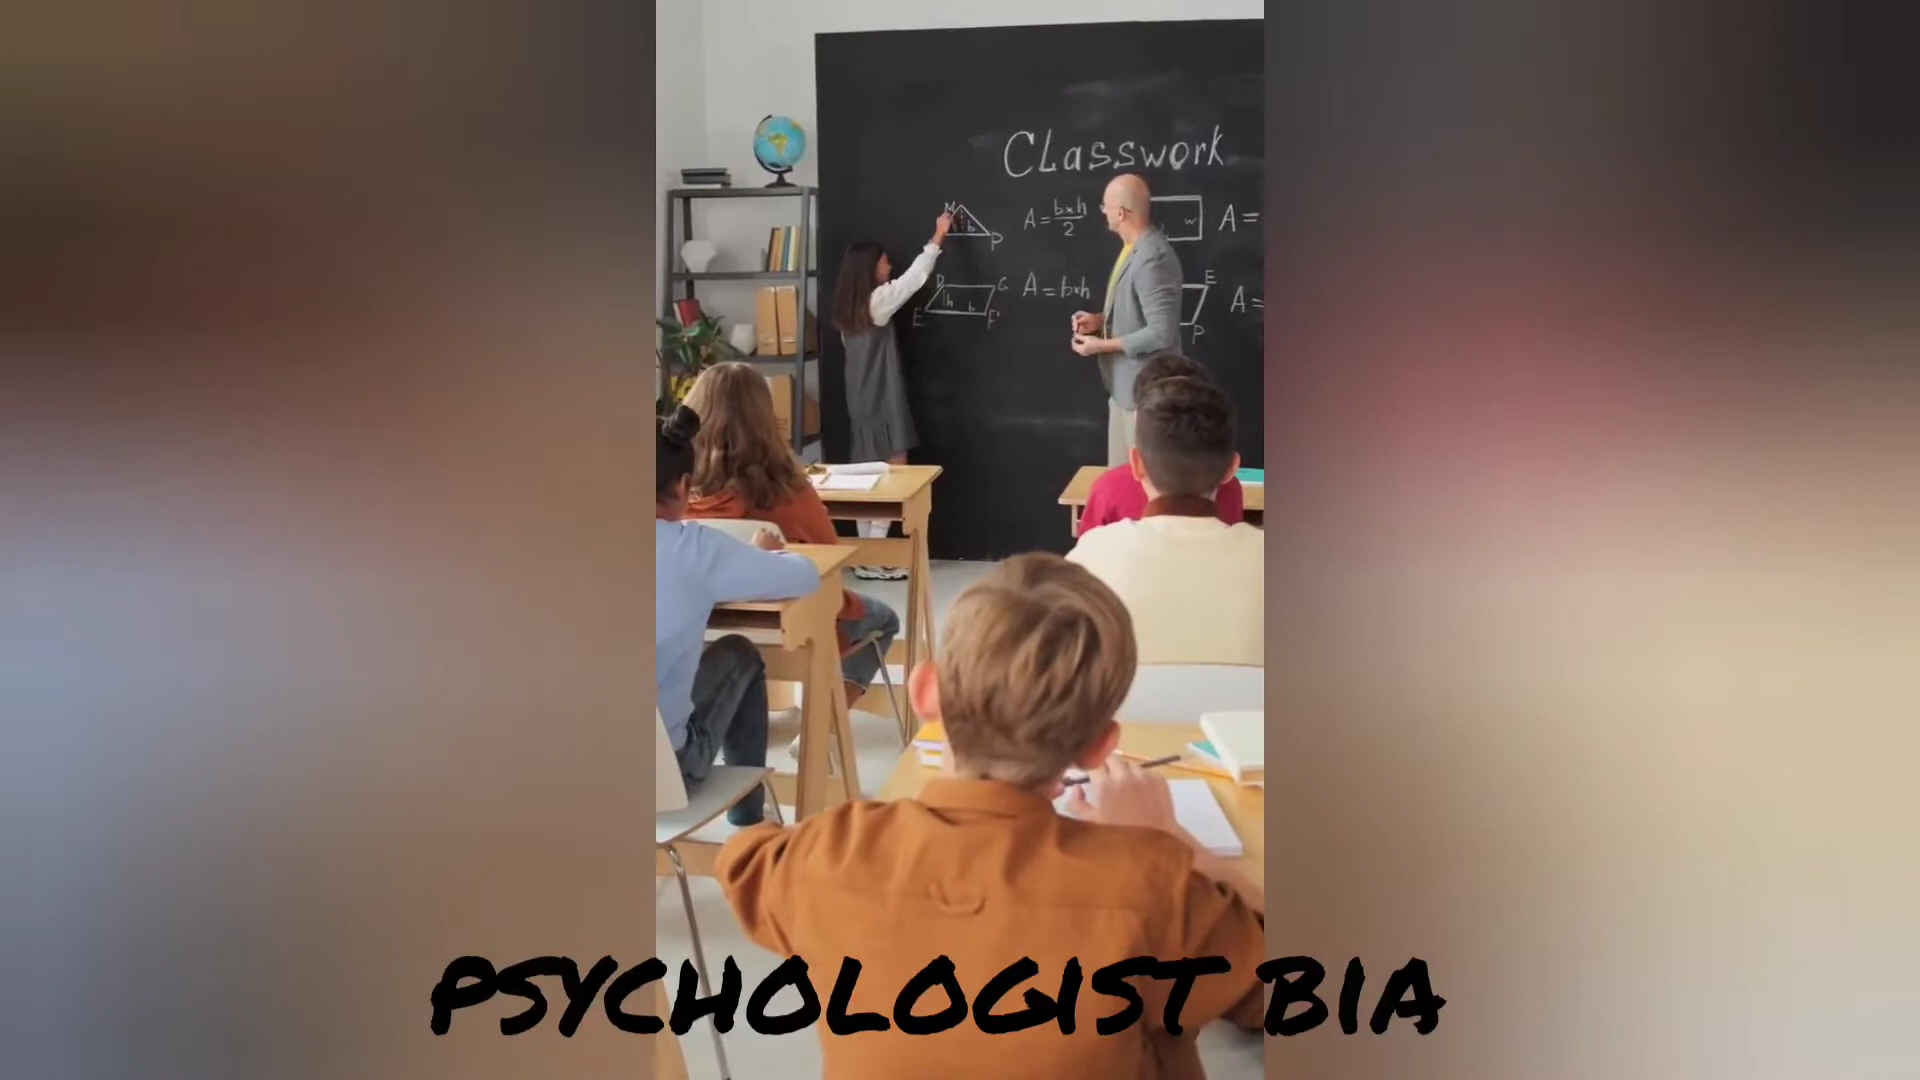 Classwork
M
b
P
A = b×h/2
w
A =
D
G
h
b
E
F
A = b×h
E
P
A =
PSYCHOLOGIST BIA